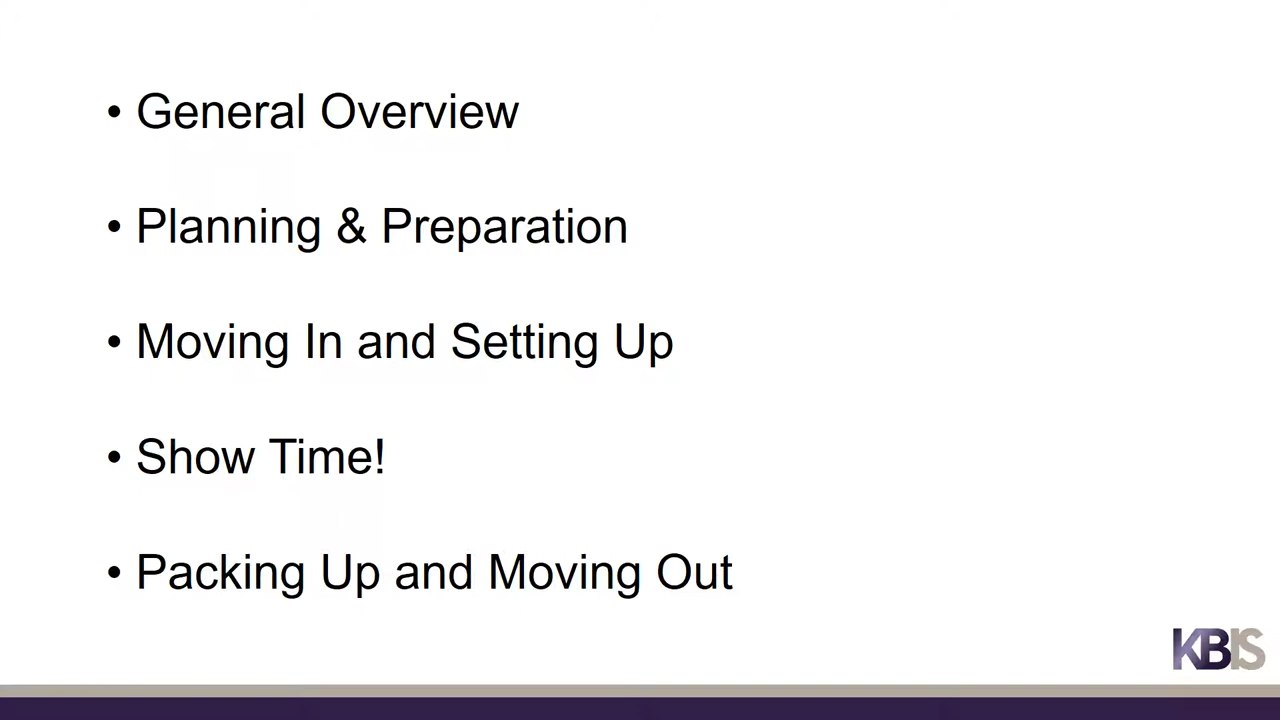 • General Overview
• Planning & Preparation
• Moving In and Setting Up
• Show Time!
• Packing Up and Moving Out
KBIS